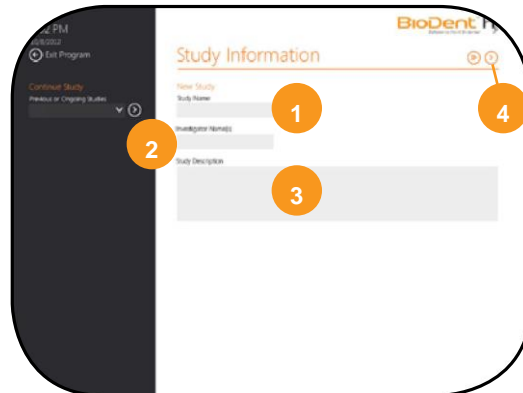 2 PM
Exit Program
Continue Study
Previous or Ongoing Studies
BioDent
Study Information
New Study
Study Name
1
Investigator Name(s)
2
Study Description
3
4